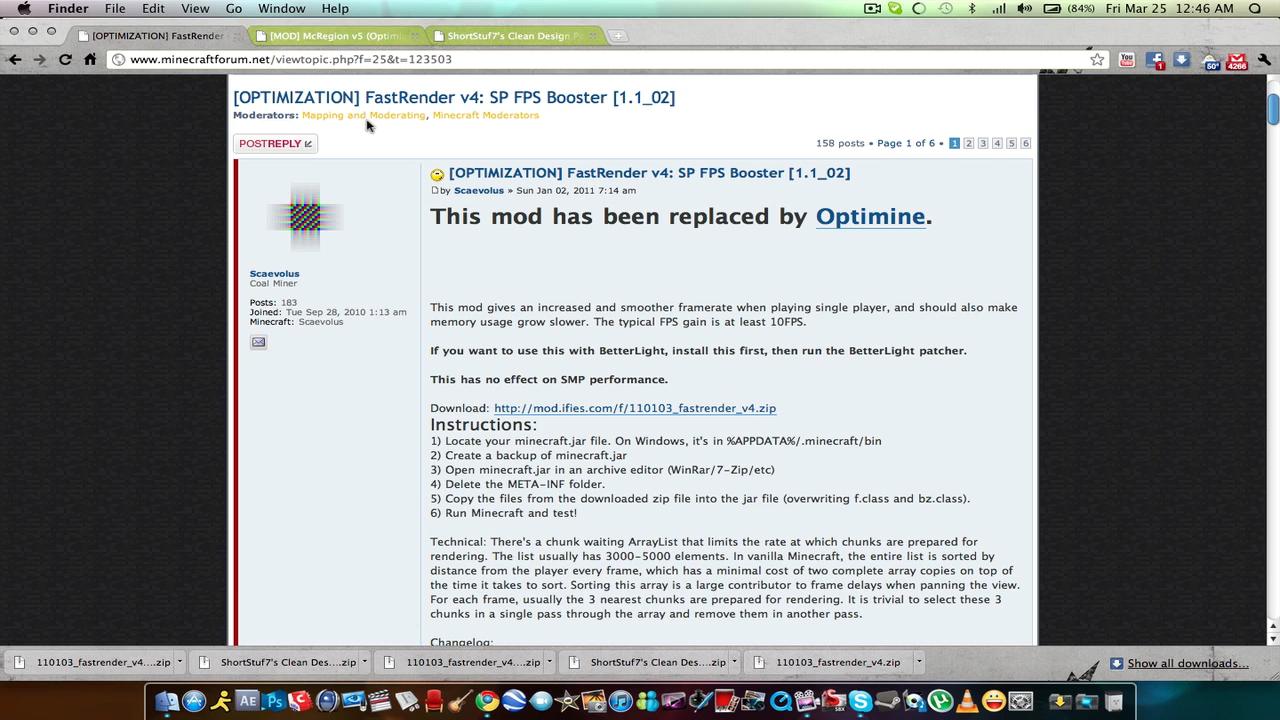 Finder File Edit View Go Window Help (84%) Fri Mar 25 12:46 AM
[OPTIMIZATION] FastRender [MOD] McRegion v5 (Optimi ShortStuf7's Clean Design P
www.minecraftforum.net/viewtopic.php?f=25&t=123503 You Tube 1 50° 4266
[OPTIMIZATION] FastRender v4: SP FPS Booster [1.1_02]
Moderators: Mapping and Moderating, Minecraft Moderators
POSTREPLY 158 posts • Page 1 of 6 • 1 2 3 4 5 6
[OPTIMIZATION] FastRender v4: SP FPS Booster [1.1_02]
by Scaevolus » Sun Jan 02, 2011 7:14 am
This mod has been replaced by Optimine.
Scaevolus
Coal Miner
Posts: 183
Joined: Tue Sep 28, 2010 1:13 am
Minecraft: Scaevolus
This mod gives an increased and smoother framerate when playing single player, and should also make
memory usage grow slower. The typical FPS gain is at least 10FPS.
If you want to use this with BetterLight, install this first, then run the BetterLight patcher.
This has no effect on SMP performance.
Download: http://mod.ifies.com/f/110103_fastrender_v4.zip
Instructions:
1) Locate your minecraft.jar file. On Windows, it's in %APPDATA%/.minecraft/bin
2) Create a backup of minecraft.jar
3) Open minecraft.jar in an archive editor (WinRar/7-Zip/etc)
4) Delete the META-INF folder.
5) Copy the files from the downloaded zip file into the jar file (overwriting f.class and bz.class).
6) Run Minecraft and test!
Technical: There's a chunk waiting ArrayList that limits the rate at which chunks are prepared for
rendering. The list usually has 3000-5000 elements. In vanilla Minecraft, the entire list is sorted by
distance from the player every frame, which has a minimal cost of two complete array copies on top of
the time it takes to sort. Sorting this array is a large contributor to frame delays when panning the view.
For each frame, usually the 3 nearest chunks are prepared for rendering. It is trivial to select these 3
chunks in a single pass through the array and remove them in another pass.
Changelog:
110103_fastrender_v4....zip ShortStuf7's Clean Des....zip 110103_fastrender_v4....zip ShortStuf7's Clean Des....zip 110103_fastrender_v4.zip Show all downloads...
AE Ps